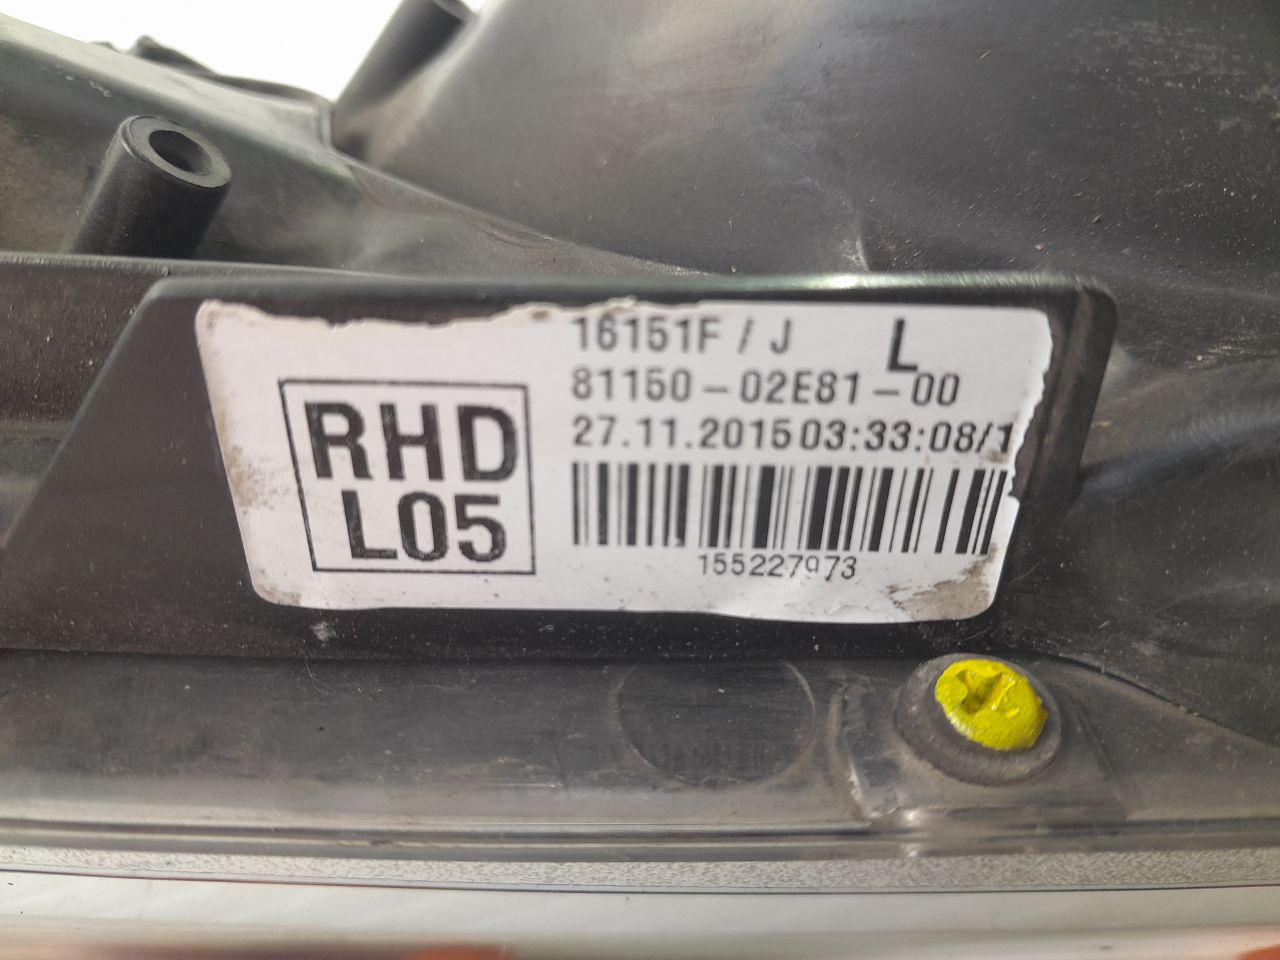 16151F / J L
81150-02E81-00
27.11.2015 03:33:08/1
RHD
L05
155227973